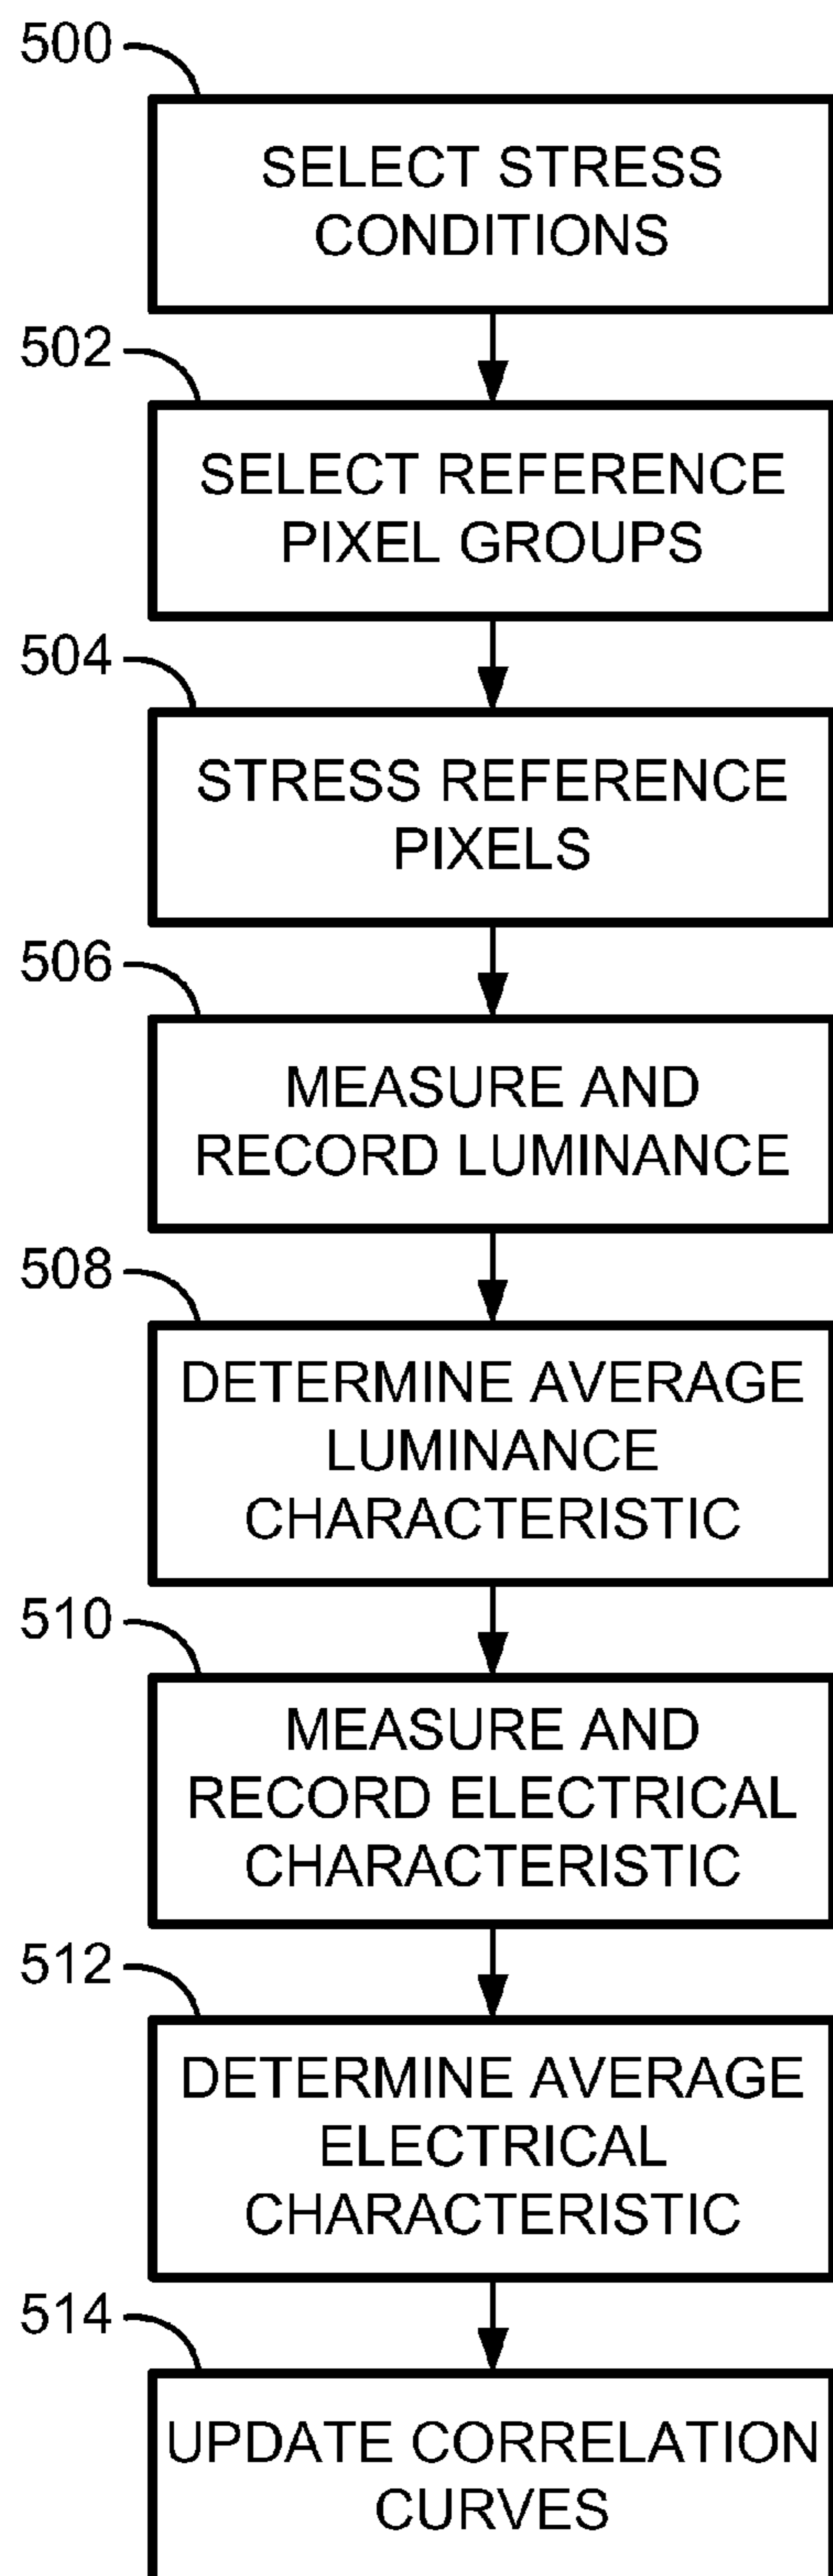 500
SELECT STRESS
CONDITIONS
502
SELECT REFERENCE
PIXEL GROUPS
504
STRESS REFERENCE
PIXELS
506
MEASURE AND
RECORD LUMINANCE
508
DETERMINE AVERAGE
LUMINANCE
CHARACTERISTIC
510
MEASURE AND
RECORD ELECTRICAL
CHARACTERISTIC
512
DETERMINE AVERAGE
ELECTRICAL
CHARACTERISTIC
514
UPDATE CORRELATION
CURVES